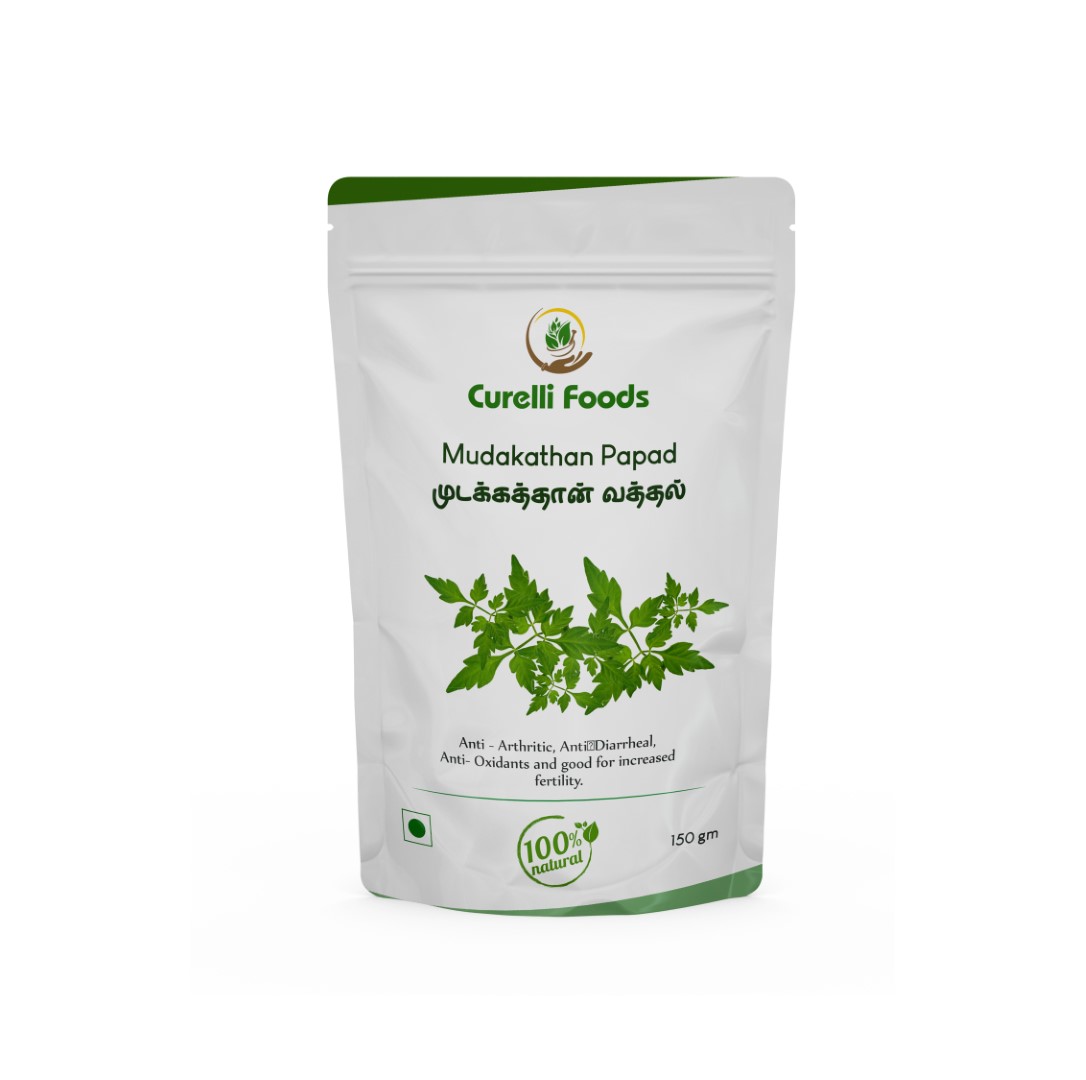 Curelli Foods
Mudakathan Papad
முடக்கத்தான் வத்தல்
Anti - Arthritic, Anti�Diarrheal,
Anti- Oxidants and good for increased
fertility.
100%
natural
150 gm